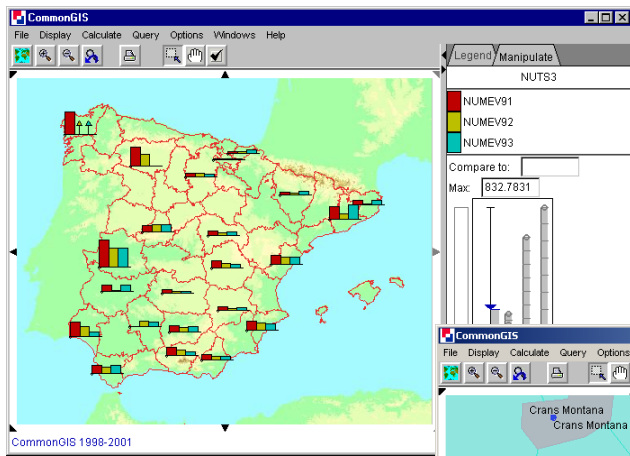 CommonGIS
File Display Calculate Query Options Windows Help
Legend Manipulate
NUTS3
NUMEV91
NUMEV92
NUMEV93
Compare to:
Max: 832.7831
CommonGIS 1998-2001
CommonGIS
File Display Calculate Query Options
Crans Montana
Crans Montana